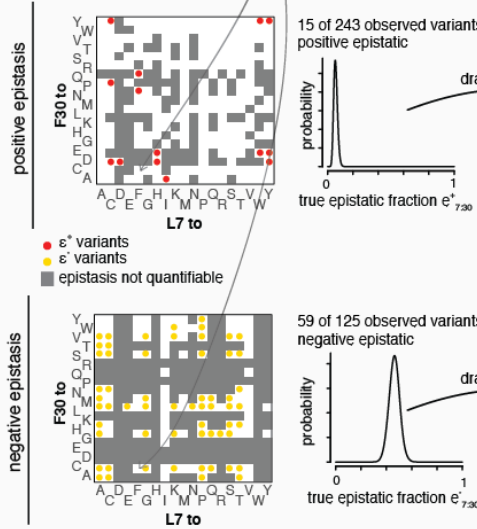 positive epistasis
F30 to
Y
W
V
T
S
R
Q
P
N
M
L
K
H
G
E
D
C
A
A D F H K M P R T W
C E G I L N Q S V Y
L7 to
15 of 243 observed variants
positive epistatic
probability
dra
0 1
true epistatic fraction e⁺7:30
ε⁺ variants
ε⁻ variants
epistasis not quantifiable
negative epistasis
F30 to
Y
W
V
T
S
R
Q
P
N
M
L
K
H
G
E
D
C
A
A D F H K N Q S V Y
C E G I M P R T W
L7 to
59 of 125 observed variants
negative epistatic
probability
dra
0 1
true epistatic fraction e⁻7:30